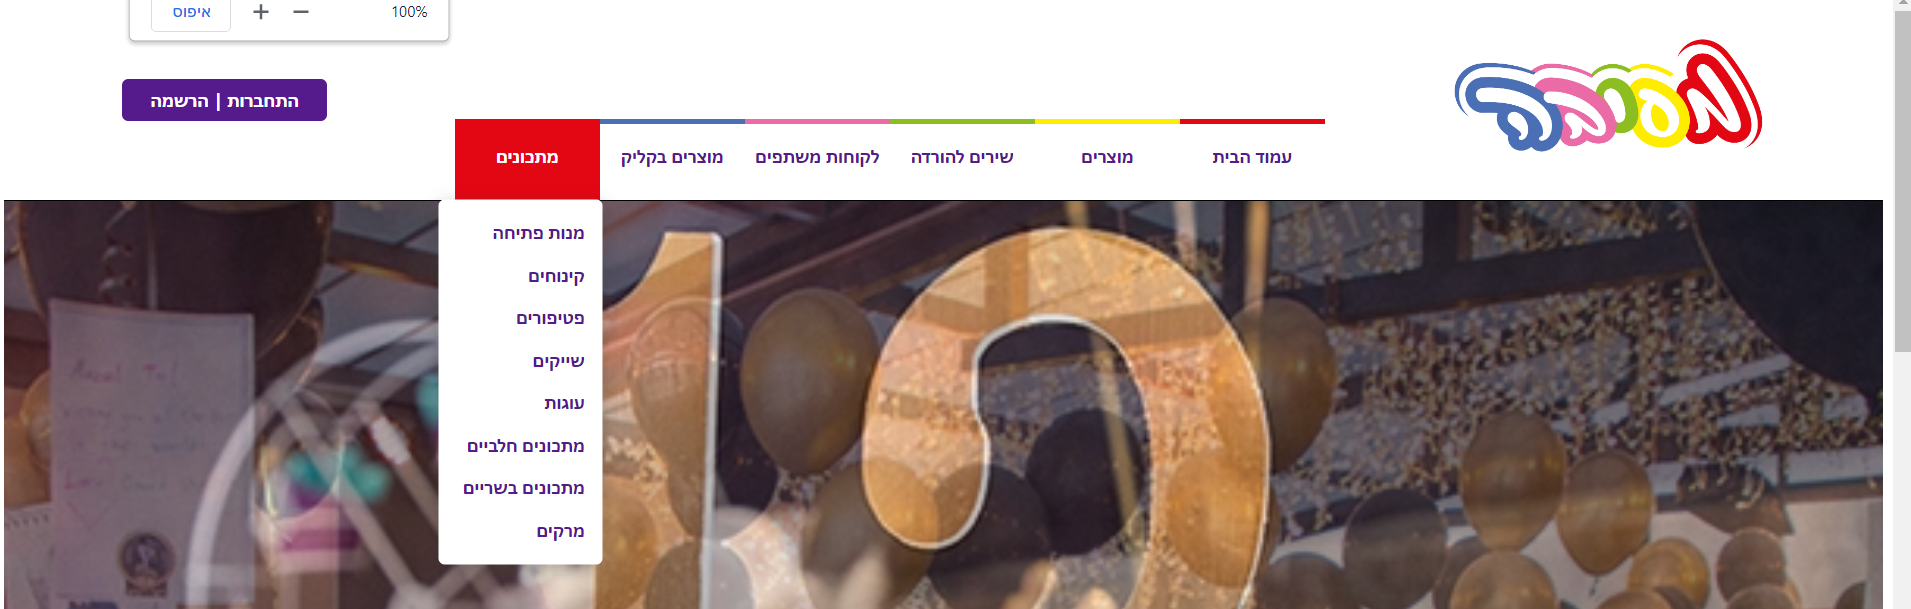 איפוס + − 100%
מסיבה
התחברות | הרשמה
עמוד הבית
מוצרים
שירים להורדה
לקוחות משתפים
מוצרים בקליק
מתכונים
מנות פתיחה
קינוחים
פטיפורים
שייקים
עוגות
מתכונים חלביים
מתכונים בשריים
מרקים